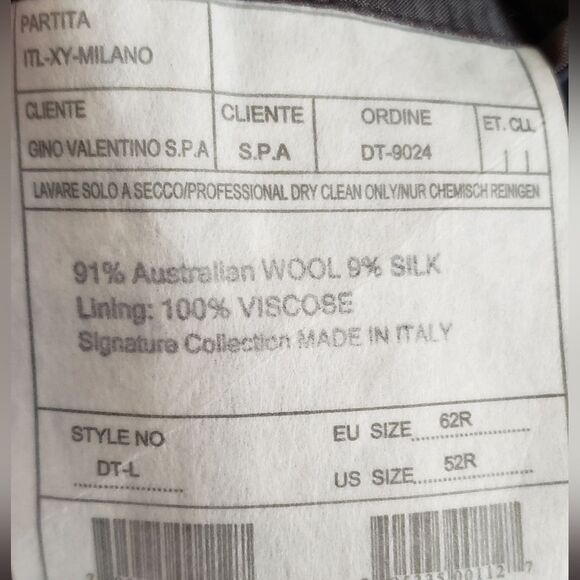 PARTITA
ITL-XY-MILANO
CLIENTE
GINO VALENTINO S.P.A
CLIENTE
S.P.A
ORDINE
DT-9024
ET. CLL
LAVARE SOLO A SECCO/PROFESSIONAL DRY CLEAN ONLY/NUR CHEMISCH REINIGEN
91% Australian WOOL 9% SILK
Lining: 100% VISCOSE
Signature Collection MADE IN ITALY
STYLE NO
DT-L
EU SIZE 62R
US SIZE 52R